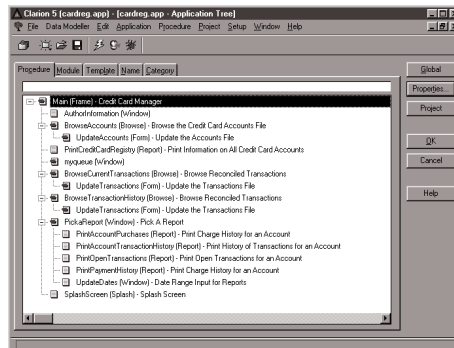 Clarion 5 (cardreg.app) - [cardreg.app - Application Tree]
File Data Modeller Edit Application Procedure Project Setup Window Help
Procedure Module Template Name Category
Global
Properties...
Project
OK
Cancel
Help
Main (Frame) - Credit Card Manager
AuthorInformation (Window)
BrowseAccounts (Browse) - Browse the Credit Card Accounts File
UpdateAccounts (Form) - Update the Accounts File
PrintCreditCardRegistry (Report) - Print Information on All Credit Card Accounts
myqueue (Window)
BrowseCurrentTransactions (Browse) - Browse Reconciled Transactions
UpdateTransactions (Form) - Update the Transactions File
BrowseTransactionHistory (Browse) - Browse Reconciled Transactions
UpdateTransactions (Form) - Update the Transactions File
PickaReport (Window) - Pick A Report
PrintAccountPurchases (Report) - Print Charge History for an Account
PrintAccountTransactionHistory (Report) - Print History of Transactions for an Account
PrintOpenTransactions (Report) - Print Open Transactions for an Account
PrintPaymentHistory (Report) - Print Charge History for an Account
UpdateDates (Window) - Date Range Input for Reports
SplashScreen (Splash) - Splash Screen